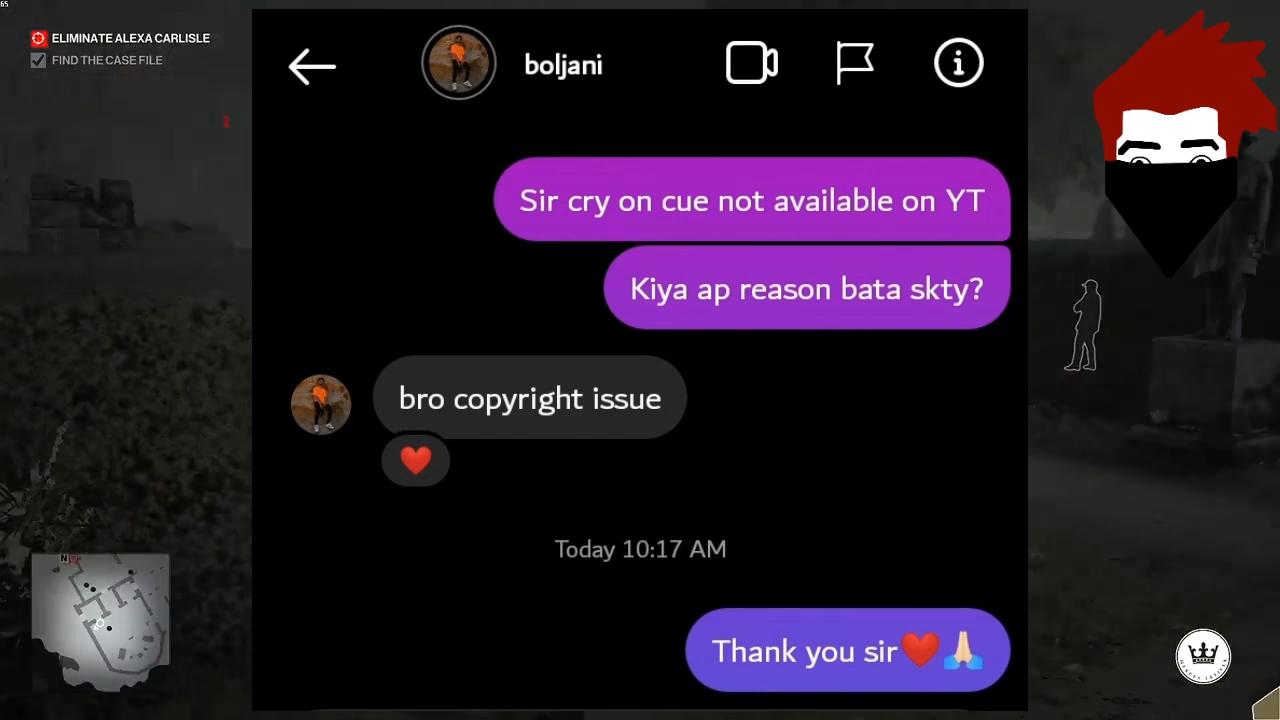 65
ELIMINATE ALEXA CARLISLE
FIND THE CASE FILE
boljani
Sir cry on cue not available on YT
Kiya ap reason bata skty?
bro copyright issue
❤️
Today 10:17 AM
Thank you sir❤️🙏🏻
N